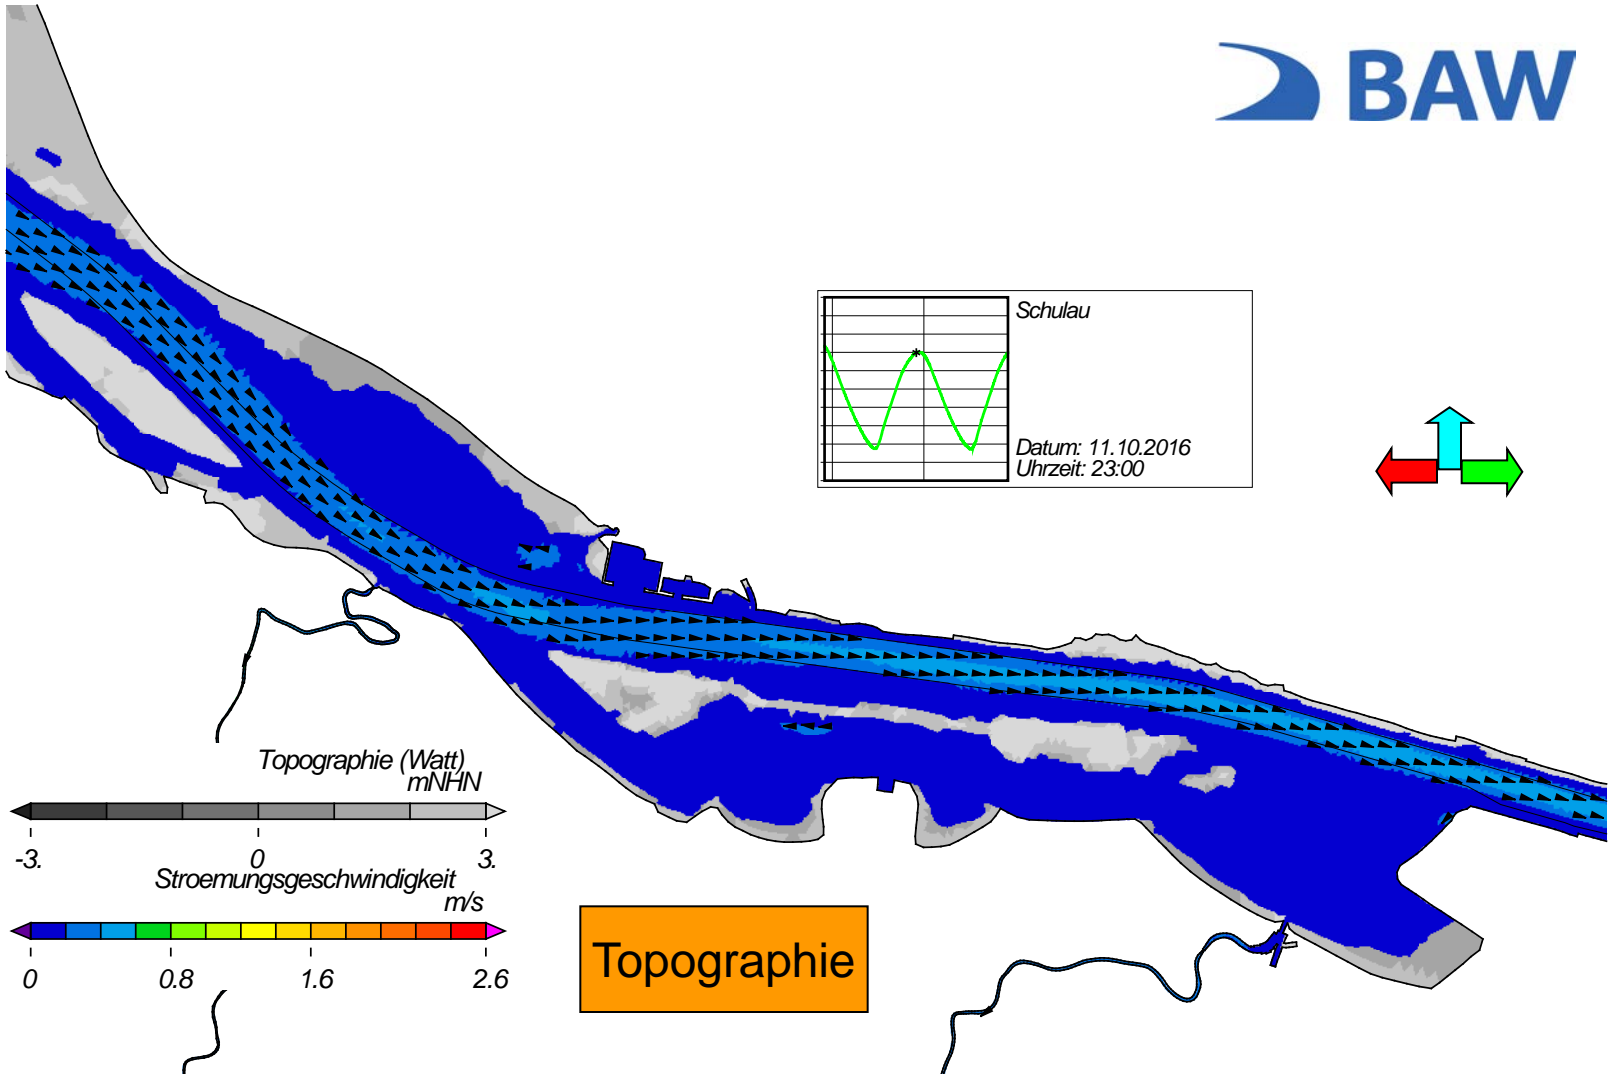 BAW
Schulau
Datum: 11.10.2016
Uhrzeit: 23:00
Topographie (Watt)
mNHN
-3. 0 3.
Stroemungsgeschwindigkeit
m/s
0 0.8 1.6 2.6
Topographie